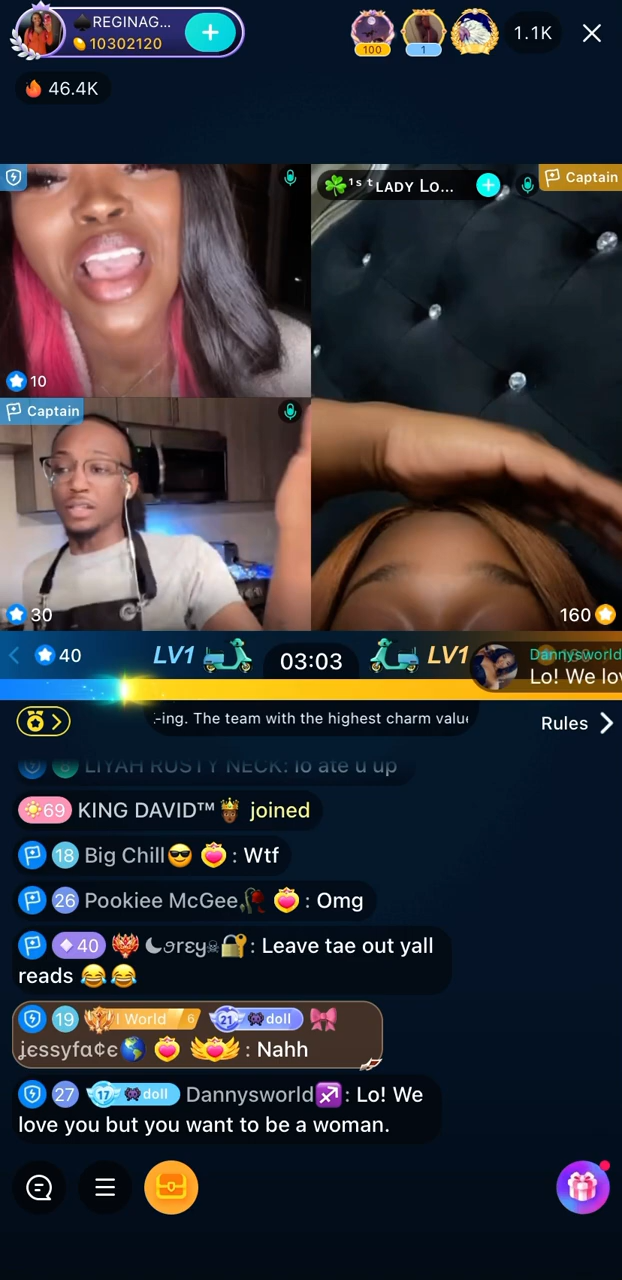 ♠️REGINAG...
10302120
100
1
1.1K
46.4K
☘️¹ˢᵗLADY Lo...
Captain
10
Captain
30
160
40
LV1
03:03
LV1
Dannysworld
Lo! We lov
-ing. The team with the highest charm value
Rules
LIYAH RUSTY NECK: lo ate u up
69 KING DAVID™🤴🏾 joined
18 Big Chill😎 : Wtf
26 Pookiee McGee🥀 : Omg
40 ☾૭rєყ☠🔐: Leave tae out yall
reads 😂😂
19 l World 6 21 doll 🎀
ʝєѕѕуfα¢є🌎 : Nahh
27 17 doll Dannysworld♐: Lo! We
love you but you want to be a woman.